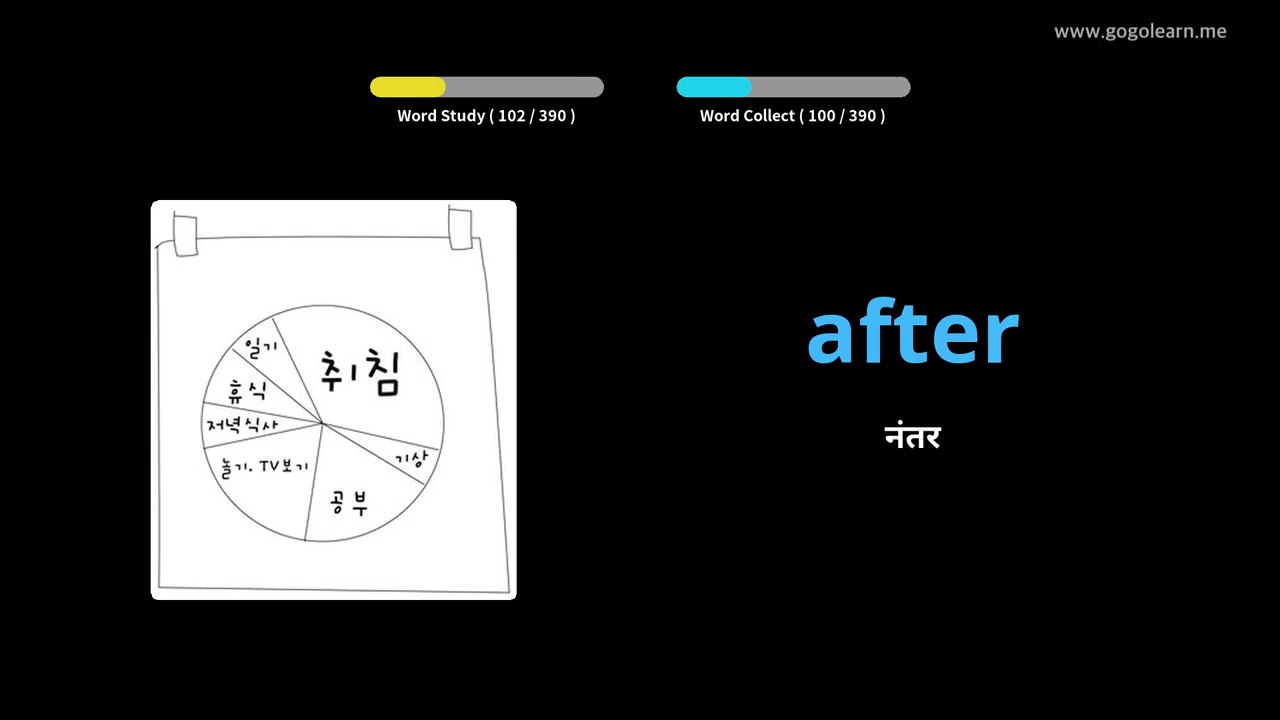 www.gogolearn.me
Word Study ( 102 / 390 )
Word Collect ( 100 / 390 )
일기
취침
휴식
저녁식사
놀기. TV보기
기상
공부
after
नंतर